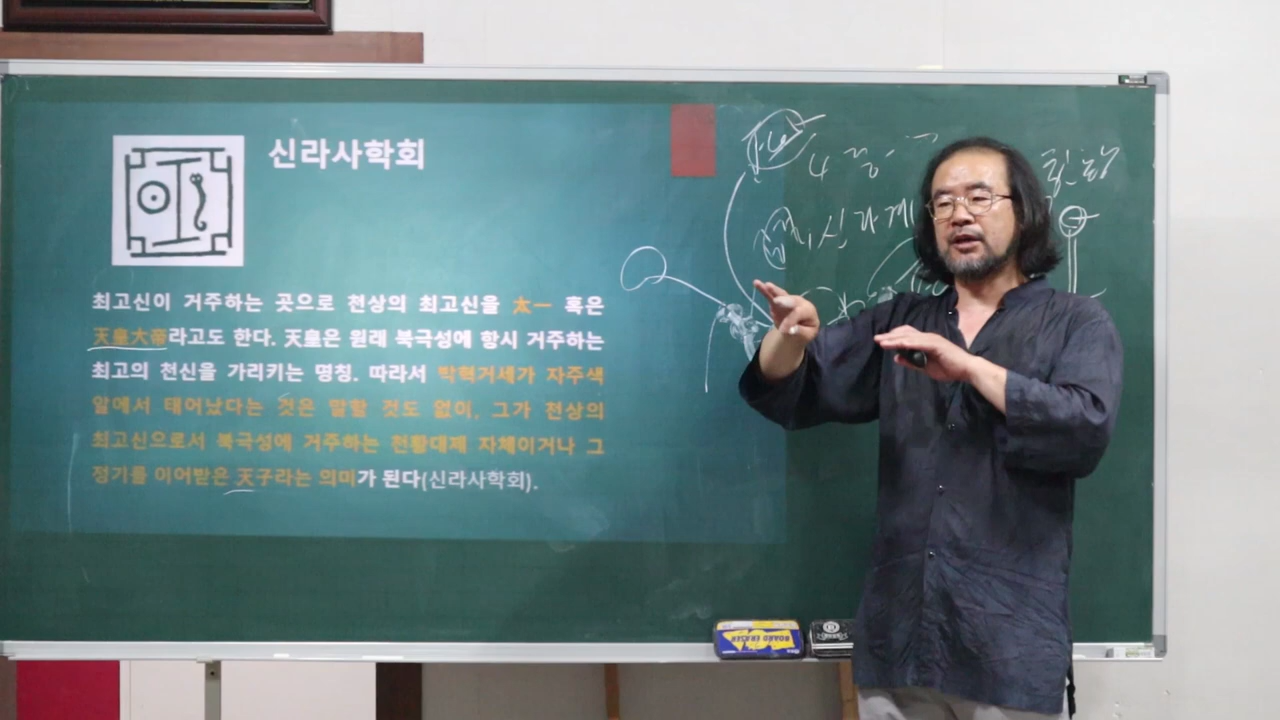 신라사학회
최고신이 거주하는 곳으로 천상의 최고신을 太一 혹은
天皇大帝라고도 한다. 天皇은 원래 북극성에 항시 거주하는
최고의 천신을 가리키는 명칭. 따라서 박혁거세가 자주색
알에서 태어났다는 것은 말할 것도 없이, 그가 천상의
최고신으로서 북극성에 거주하는 천황대제 자체이거나 그
정기를 이어받은 天子라는 의미가 된다(신라사학회).
신라계
BOARD ERASER